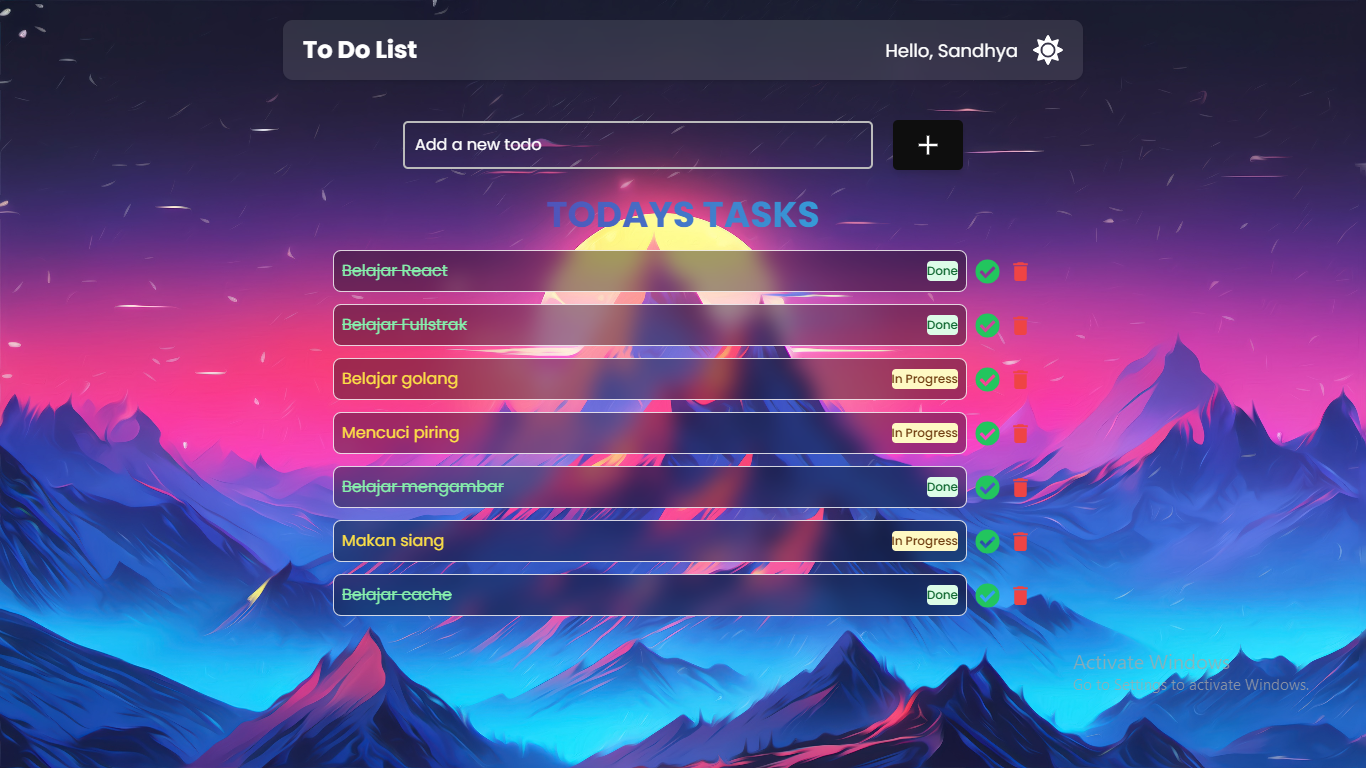 To Do List
Hello, Sandhya
Add a new todo
TODAYS TASKS
Belajar React Done
Belajar Fullstrak Done
Belajar golang In Progress
Mencuci piring In Progress
Belajar mengambar Done
Makan siang In Progress
Belajar cache Done
Activate Windows
Go to Settings to activate Windows.